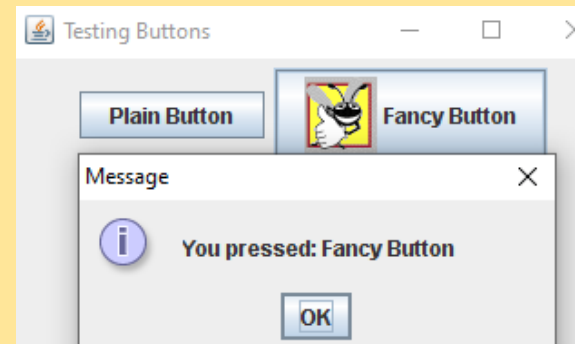 Testing Buttons
Plain Button
Fancy Button
Message
You pressed: Fancy Button
OK